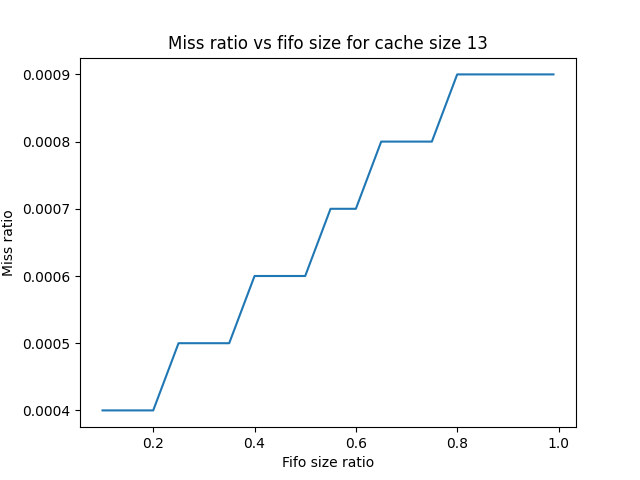 Miss ratio vs fifo size for cache size 13
0.0009
0.0008
0.0007
0.0006
0.0005
0.0004
Miss ratio
0.2 0.4 0.6 0.8 1.0
Fifo size ratio